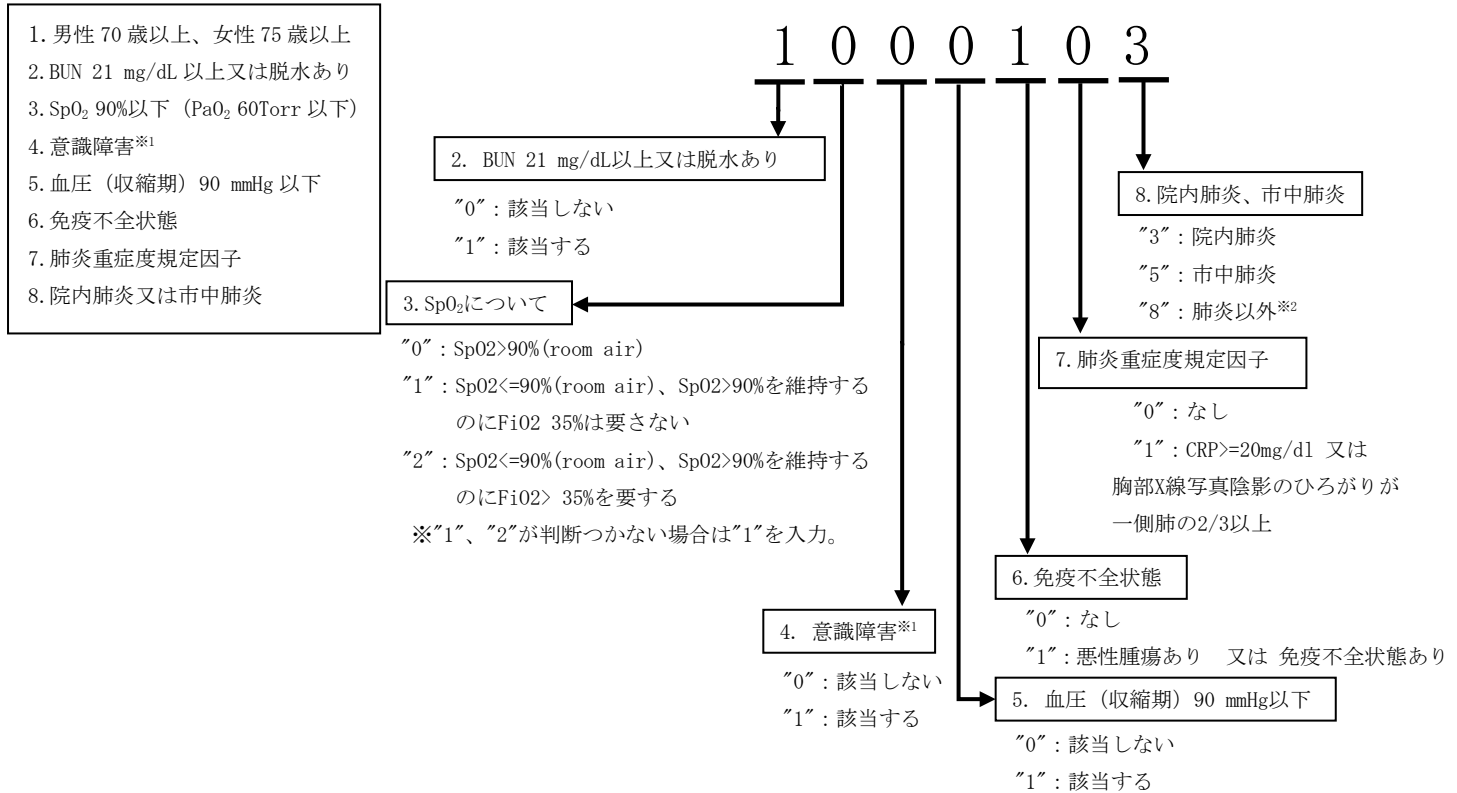 1.男性 70 歳以上、女性 75 歳以上
2.BUN 21 mg/dL 以上又は脱水あり
3.SpO₂ 90%以下（PaO₂ 60Torr 以下）
4.意識障害※1
5.血圧（収縮期）90 mmHg 以下
6.免疫不全状態
7.肺炎重症度規定因子
8.院内肺炎又は市中肺炎
1 0 0 0 1 0 3
2. BUN 21 mg/dL以上又は脱水あり
"0"：該当しない
"1"：該当する
3.SpO₂について
"0"：SpO2>90%(room air)
"1"：SpO2<=90%(room air)、SpO2>90%を維持する
のにFiO2 35%は要さない
"2"：SpO2<=90%(room air)、SpO2>90%を維持する
のにFiO2> 35%を要する
※"1"、"2"が判断つかない場合は"1"を入力。
4. 意識障害※1
"0"：該当しない
"1"：該当する
5. 血圧（収縮期）90 mmHg以下
"0"：該当しない
"1"：該当する
6.免疫不全状態
"0"：なし
"1"：悪性腫瘍あり　又は 免疫不全状態あり
7.肺炎重症度規定因子
"0"：なし
"1"：CRP>=20mg/dl 又は
胸部X線写真陰影のひろがりが
一側肺の2/3以上
8.院内肺炎、市中肺炎
"3"：院内肺炎
"5"：市中肺炎
"8"：肺炎以外※2